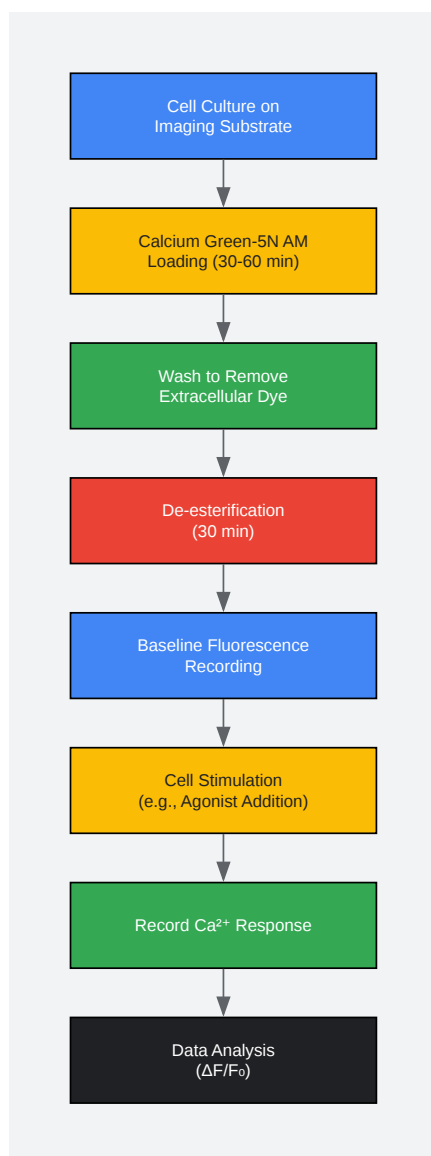 Cell Culture on
Imaging Substrate
Calcium Green-5N AM
Loading (30-60 min)
Wash to Remove
Extracellular Dye
De-esterification
(30 min)
Baseline Fluorescence
Recording
Cell Stimulation
(e.g., Agonist Addition)
Record Ca²⁺ Response
Data Analysis
(ΔF/F₀)